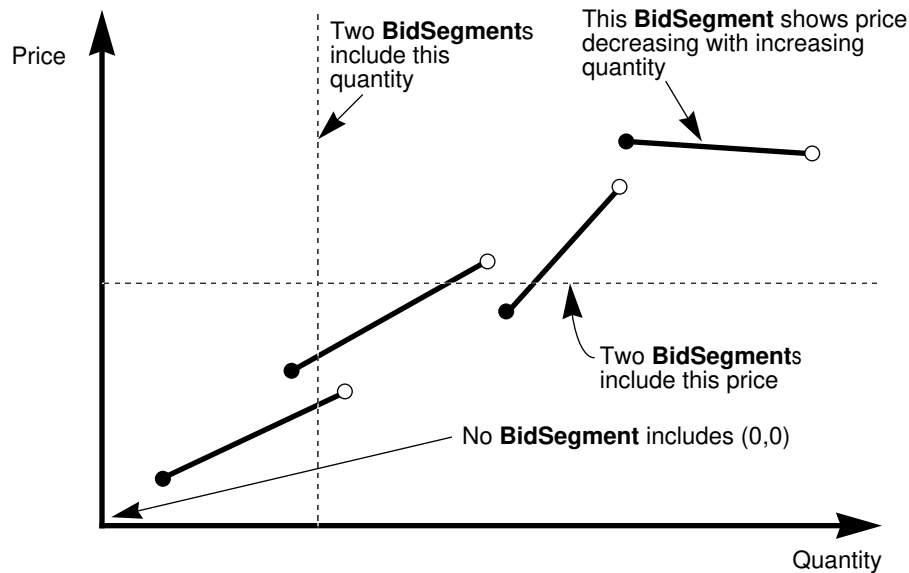 Price
Two BidSegments
include this
quantity
This BidSegment shows price
decreasing with increasing
quantity
Two BidSegments
include this price
No BidSegment includes (0,0)
Quantity